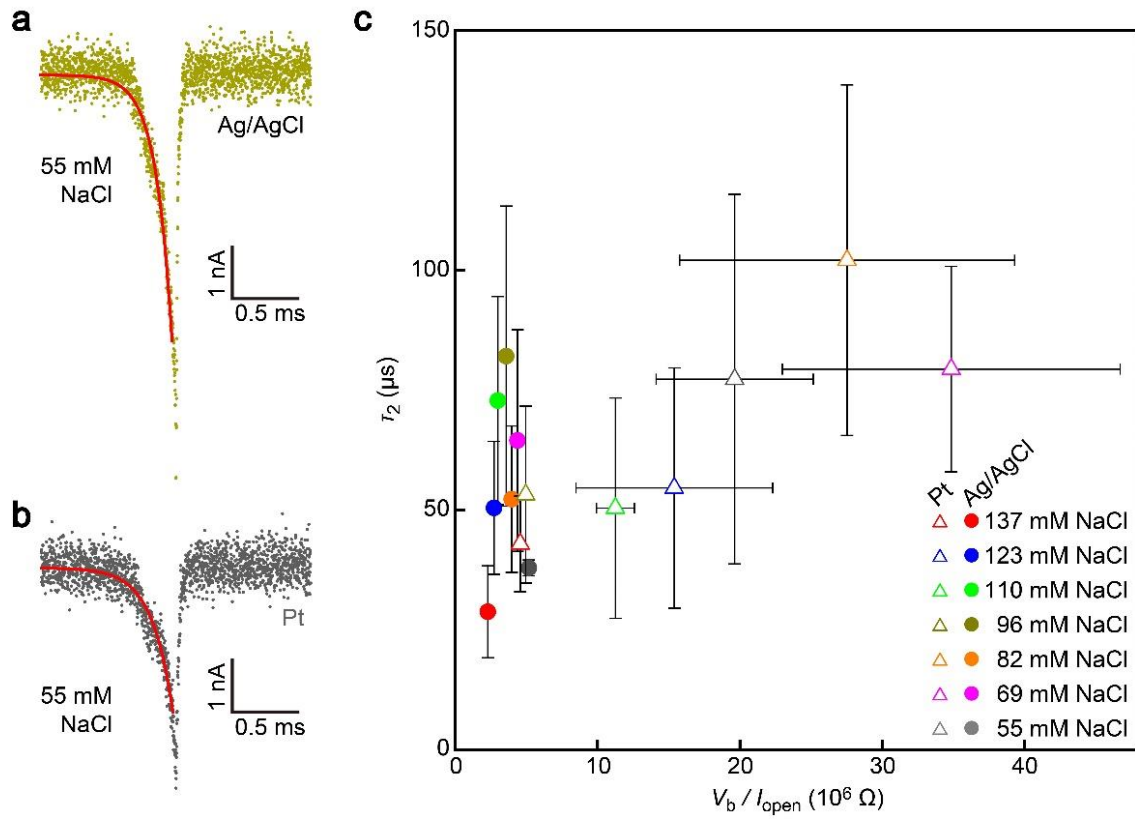 a
Ag/AgCl
55 mM
NaCl
1 nA
0.5 ms
b
Pt
55 mM
NaCl
1 nA
0.5 ms
c
150
100
50
0
τ2 (μs)
0 10 20 30 40
Vb / Iopen (10⁶ Ω)
Pt Ag/AgCl
137 mM NaCl
123 mM NaCl
110 mM NaCl
96 mM NaCl
82 mM NaCl
69 mM NaCl
55 mM NaCl